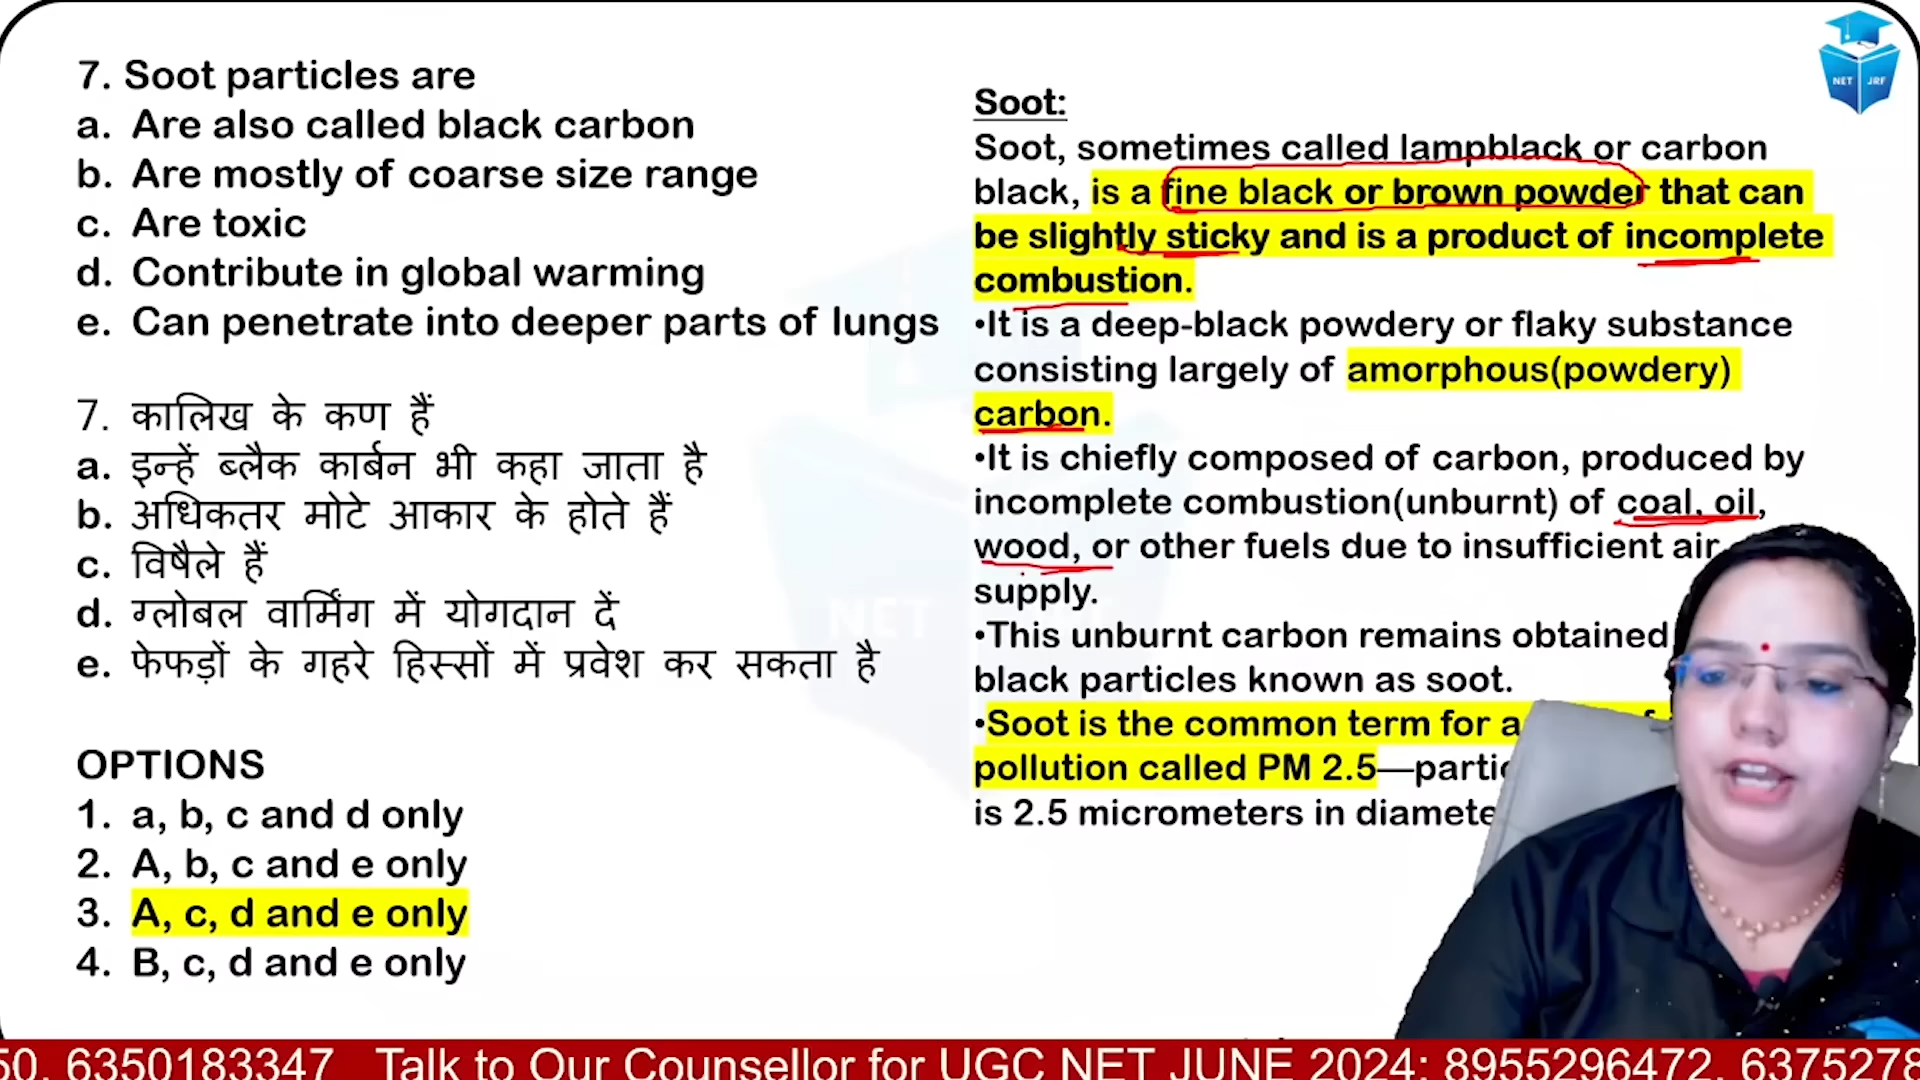 7. Soot particles are
a. Are also called black carbon
b. Are mostly of coarse size range
c. Are toxic
d. Contribute in global warming
e. Can penetrate into deeper parts of lungs
7. कालिख के कण हैं
a. इन्हें ब्लैक कार्बन भी कहा जाता है
b. अधिकतर मोटे आकार के होते हैं
c. विषैले हैं
d. ग्लोबल वार्मिंग में योगदान दें
e. फेफड़ों के गहरे हिस्सों में प्रवेश कर सकता है
OPTIONS
1. a, b, c and d only
2. A, b, c and e only
3. A, c, d and e only
4. B, c, d and e only
Soot:
Soot, sometimes called lampblack or carbon
black, is a fine black or brown powder that can
be slightly sticky and is a product of incomplete
combustion.
•It is a deep-black powdery or flaky substance
consisting largely of amorphous(powdery)
carbon.
•It is chiefly composed of carbon, produced by
incomplete combustion(unburnt) of coal, oil,
wood, or other fuels due to insufficient air
supply.
•This unburnt carbon remains obtained
black particles known as soot.
•Soot is the common term for a
pollution called PM 2.5—partic
is 2.5 micrometers in diamete
NET JRF
NET
50, 6350183347 Talk to Our Counsellor for UGC NET JUNE 2024: 8955296472, 6375278